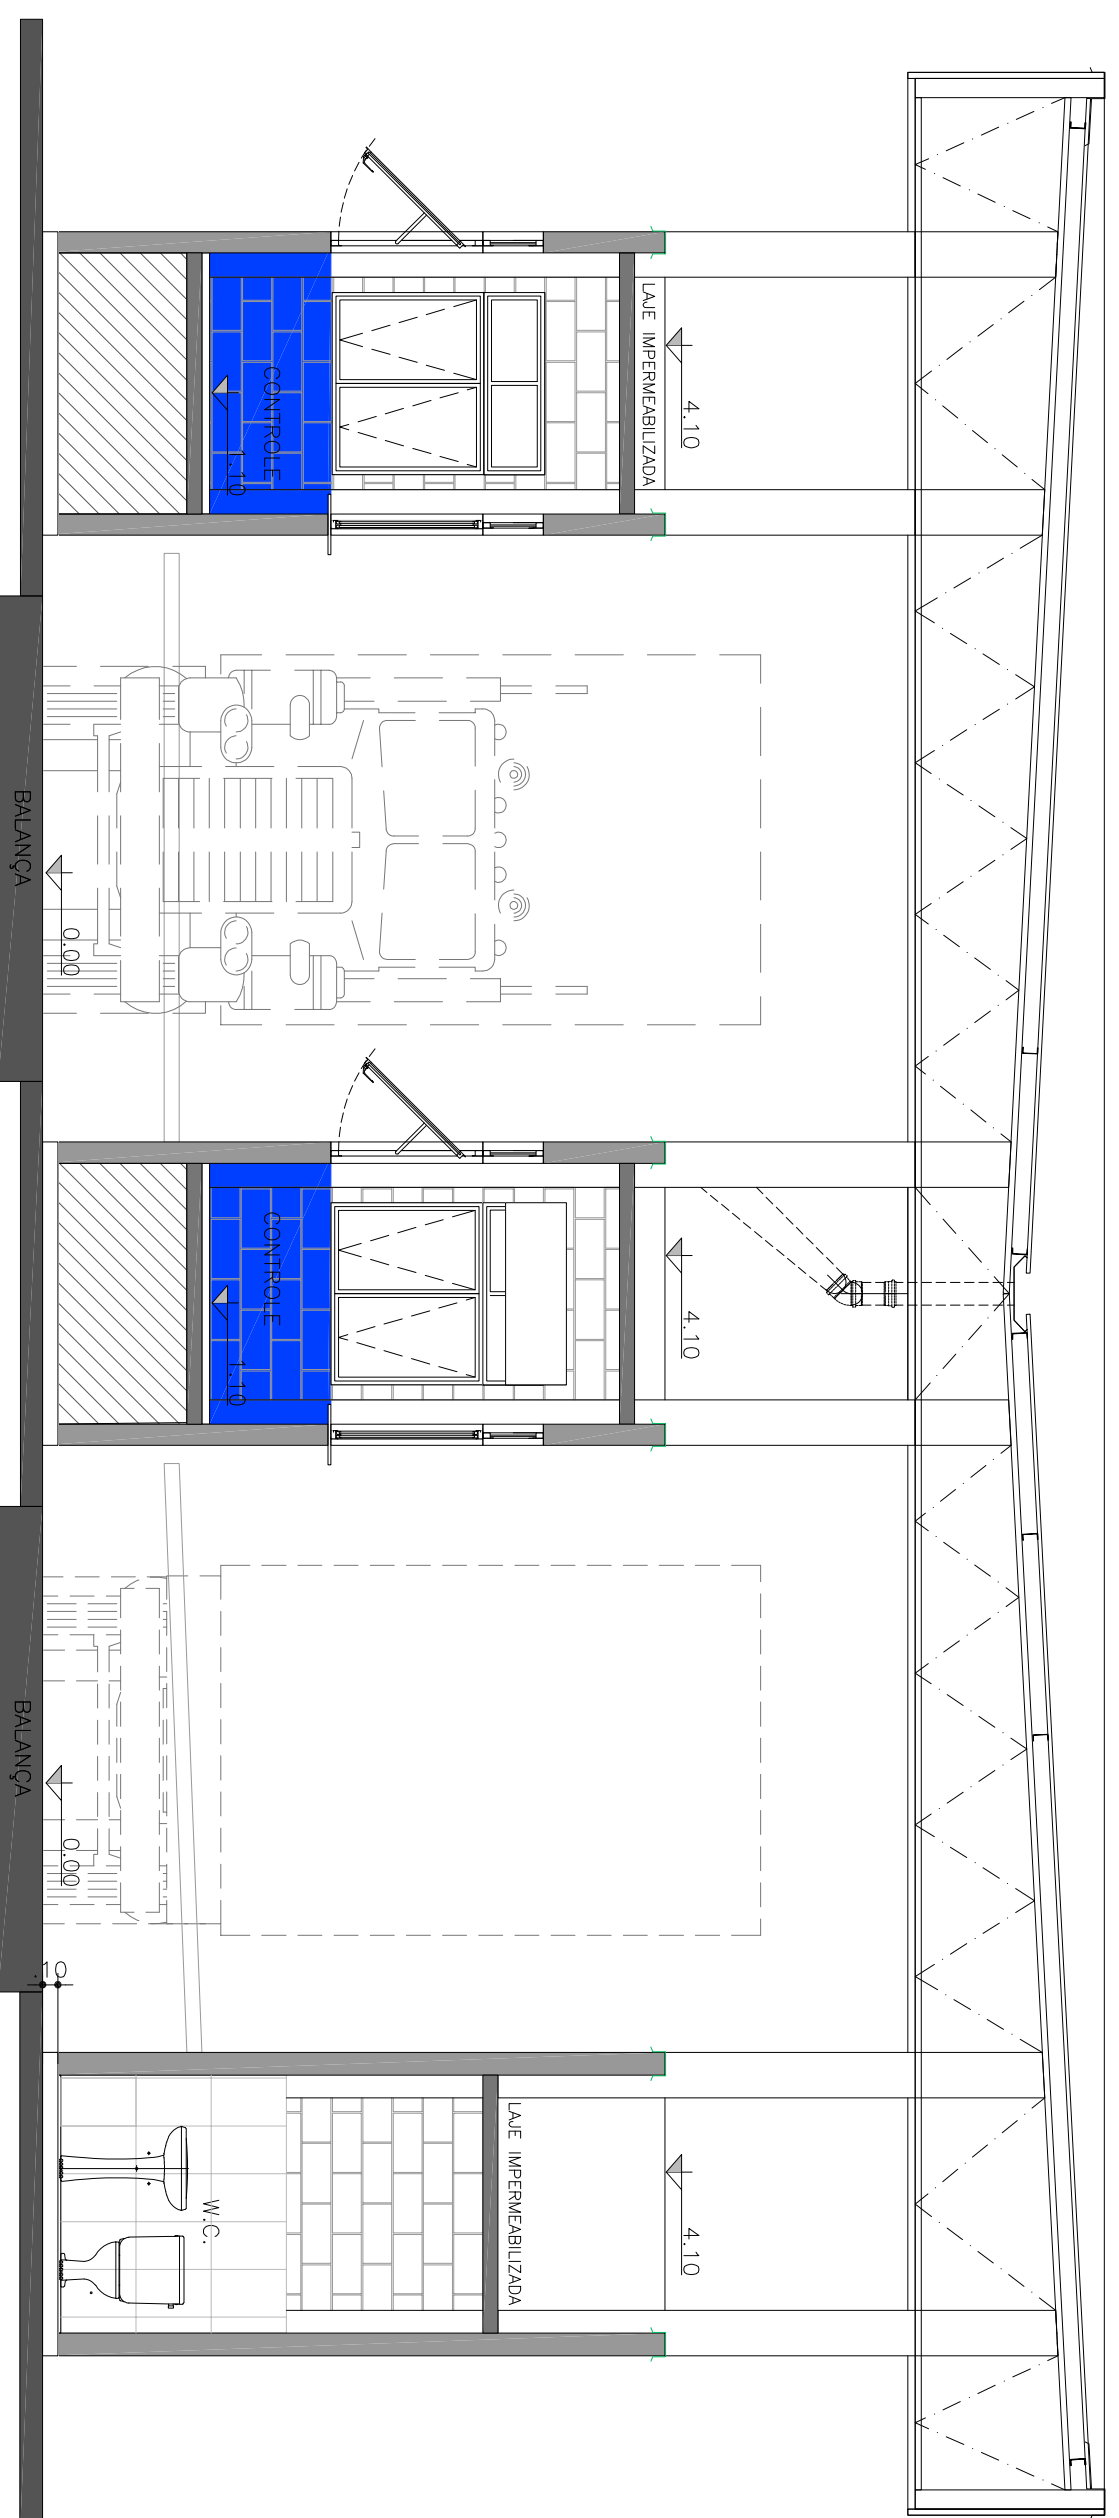 LAJE IMPERMEABILIZADA
4.10
CONTROLE
1.10
BALANÇA
0.00
4.10
CONTROLE
1.10
BALANÇA
0.00
.10
LAJE IMPERMEABILIZADA
4.10
W.C.